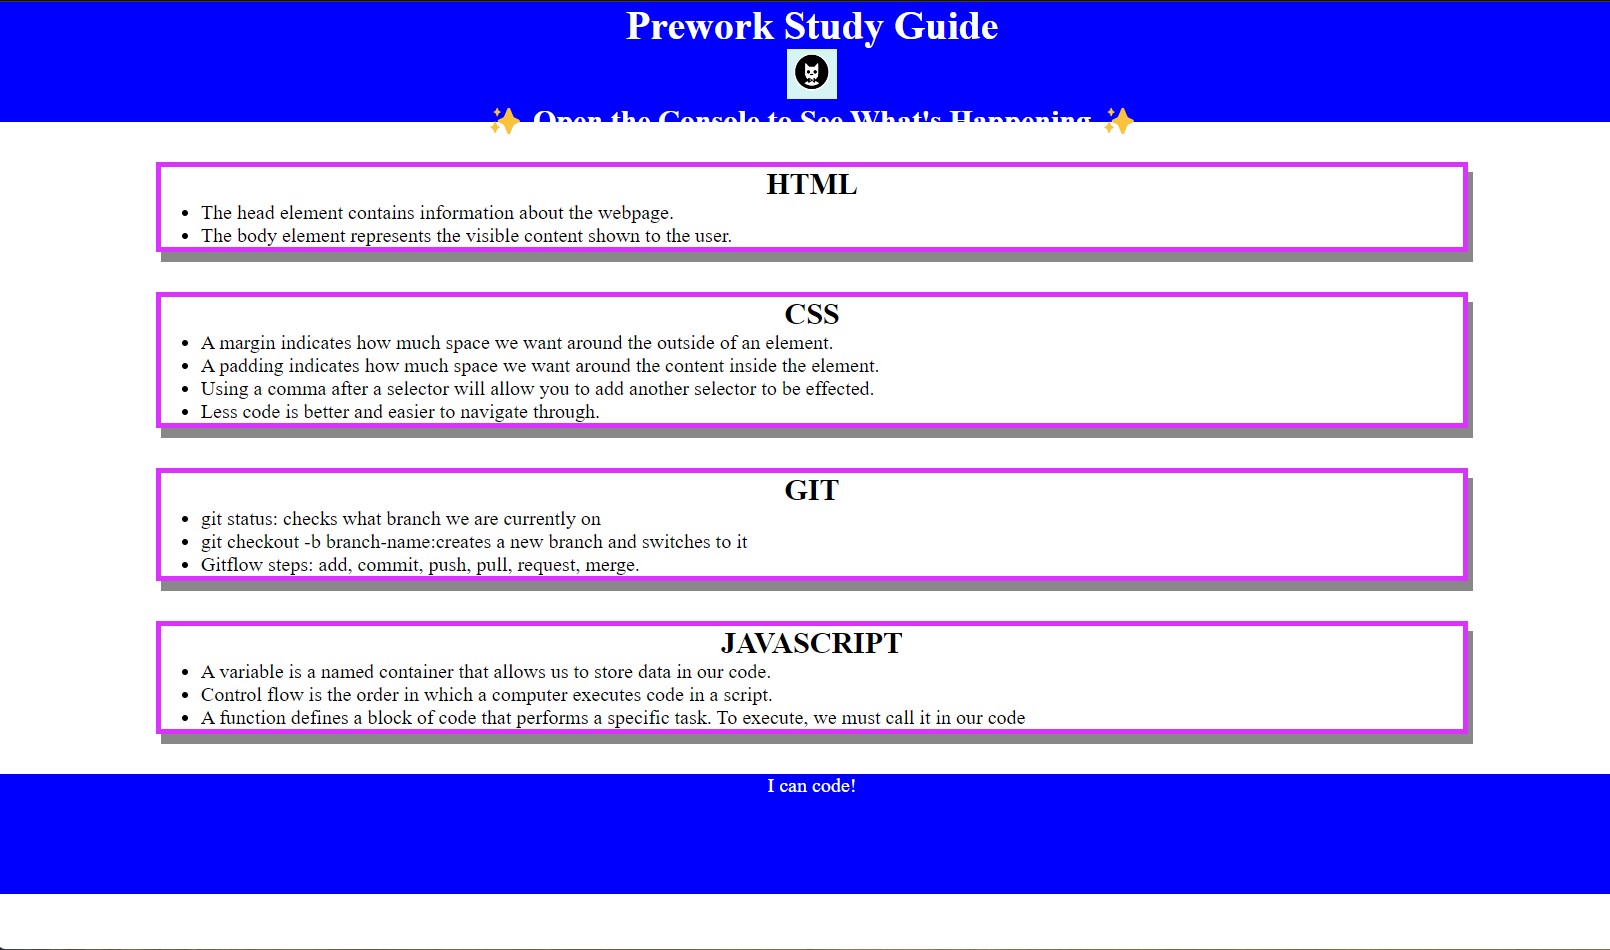 Prework Study Guide
✨ Open the Console to See What's Happening ✨
HTML
The head element contains information about the webpage.
The body element represents the visible content shown to the user.
CSS
A margin indicates how much space we want around the outside of an element.
A padding indicates how much space we want around the content inside the element.
Using a comma after a selector will allow you to add another selector to be effected.
Less code is better and easier to navigate through.
GIT
git status: checks what branch we are currently on
git checkout -b branch-name:creates a new branch and switches to it
Gitflow steps: add, commit, push, pull, request, merge.
JAVASCRIPT
A variable is a named container that allows us to store data in our code.
Control flow is the order in which a computer executes code in a script.
A function defines a block of code that performs a specific task. To execute, we must call it in our code
I can code!